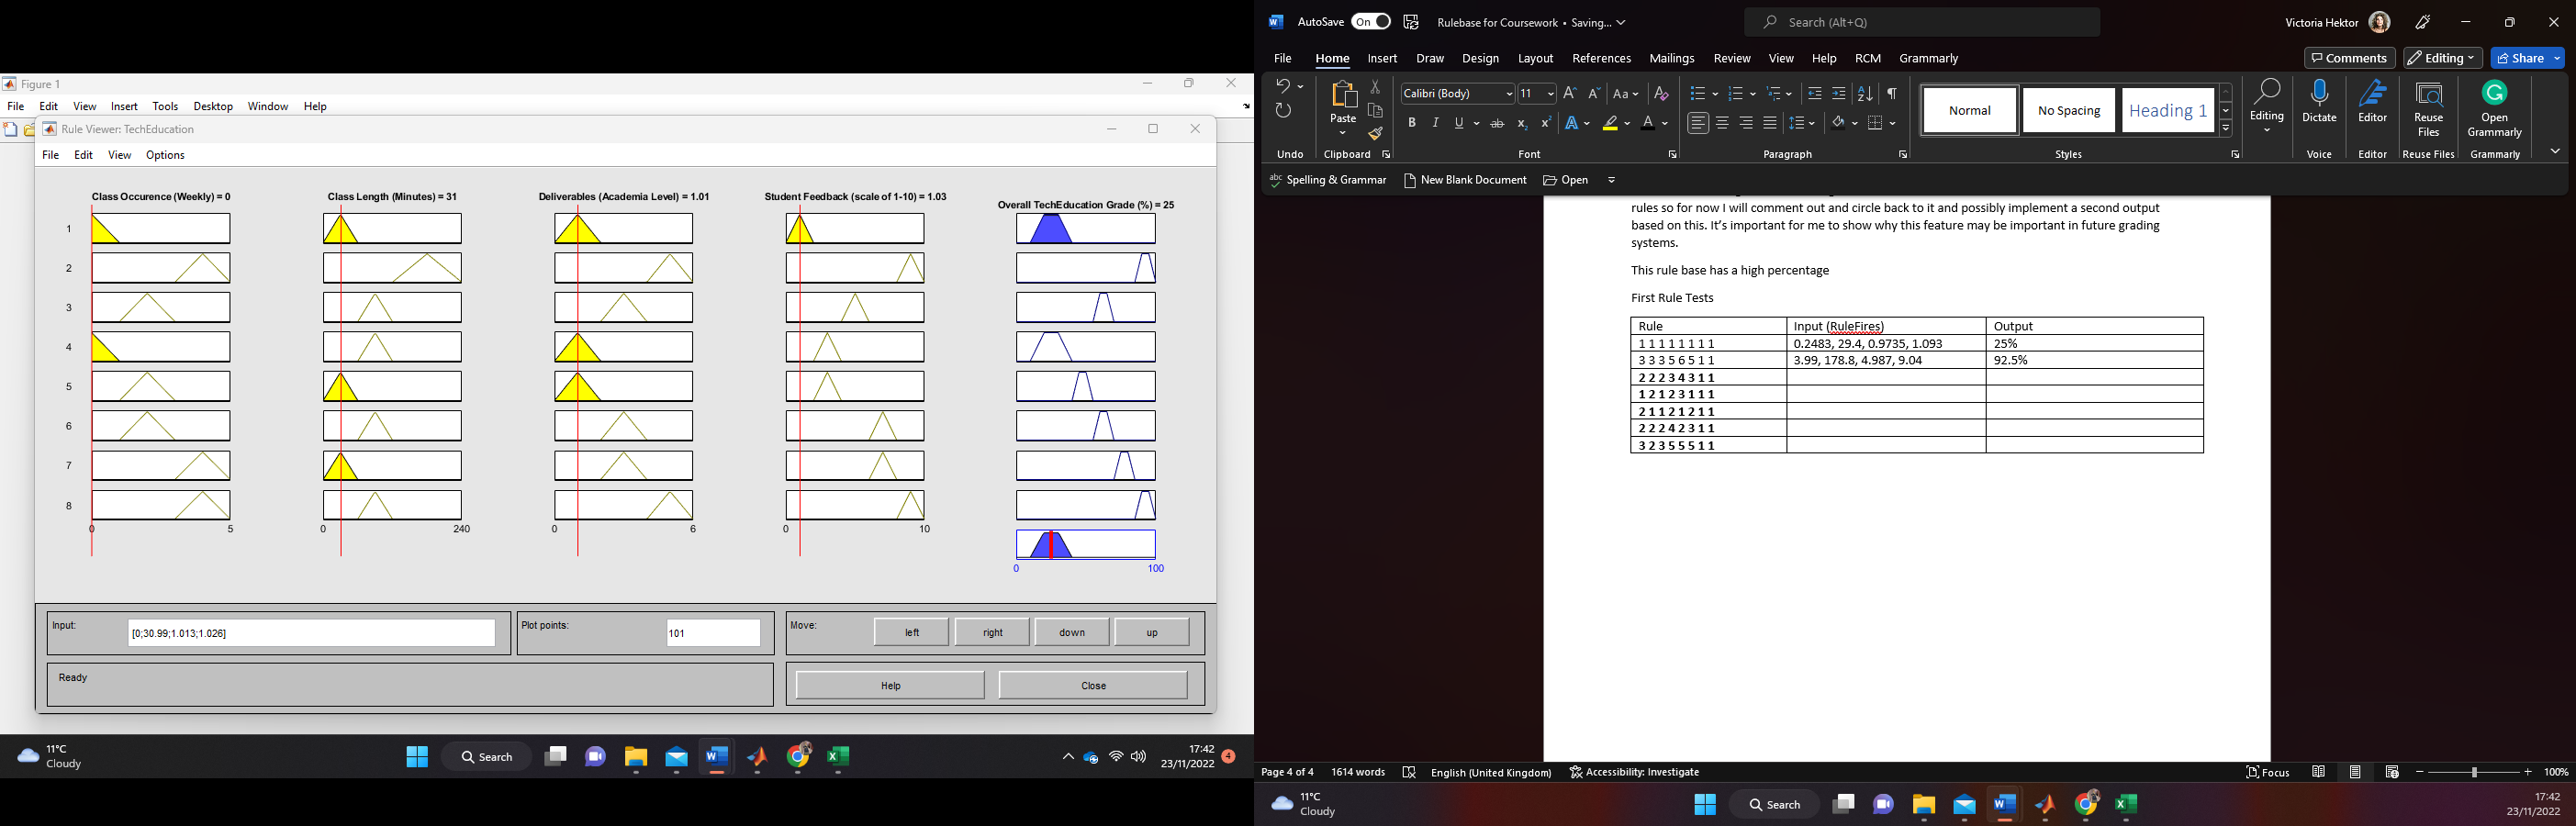 Figure 1
File Edit View Insert Tools Desktop Window Help
Rule Viewer: TechEducation
File Edit View Options
Class Occurence (Weekly) = 0
Class Length (Minutes) = 31
Deliverables (Academia Level) = 1.01
Student Feedback (scale of 1-10) = 1.03
Overall TechEducation Grade (%) = 25
1
2
3
4
5
6
7
8
0 5
0 240
0 6
0 10
0 100
Input: [0;30.99;1.013;1.026]
Plot points: 101
Move: left right down up
Ready
Help Close
11°C
Cloudy
Search
17:42
23/11/2022
4
AutoSave On Rulebase for Coursework • Saving... Search (Alt+Q) Victoria Hektor
File Home Insert Draw Design Layout References Mailings Review View Help RCM Grammarly Comments Editing Share
Paste
Calibri (Body) 11 A A Aa A
B I U ab x₂ x² A A
Normal No Spacing Heading 1
Editing Dictate Editor Reuse Files Open Grammarly
Undo Clipboard Font Paragraph Styles Voice Editor Reuse Files Grammarly
abc Spelling & Grammar New Blank Document Open
rules so for now I will comment out and circle back to it and possibly implement a second output
based on this. It's important for me to show why this feature may be important in future grading
systems.
This rule base has a high percentage
First Rule Tests
Rule Input (RuleFires) Output
1 1 1 1 1 1 1 1 0.2483, 29.4, 0.9735, 1.093 25%
3 3 3 5 6 5 1 1 3.99, 178.8, 4.987, 9.04 92.5%
2 2 2 3 4 3 1 1
1 2 1 2 3 1 1 1
2 1 1 2 1 2 1 1
2 2 2 4 2 3 1 1
3 2 3 5 5 5 1 1
Page 4 of 4 1614 words English (United Kingdom) Accessibility: Investigate Focus 100%
11°C
Cloudy
Search
17:42
23/11/2022